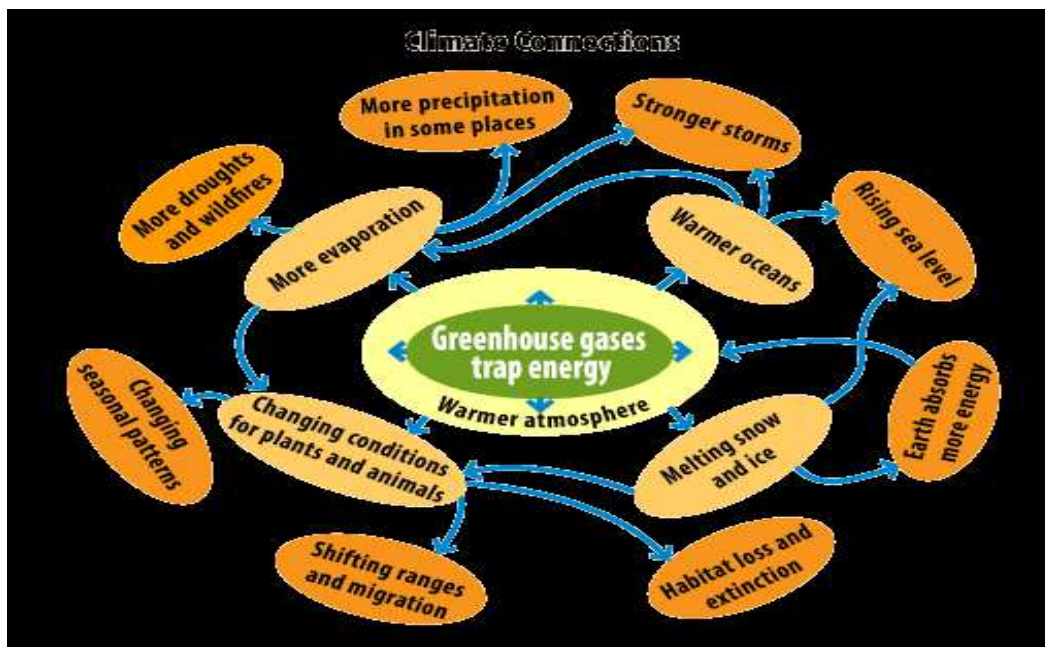 Climate Connections
More precipitation
in some places
Stronger storms
More droughts
and wildfires
More evaporation
Warmer oceans
Rising sea level
Greenhouse gases
trap energy
Warmer atmosphere
Changing
seasonal patterns
Changing conditions
for plants and animals
Melting snow
and ice
Earth absorbs
more energy
Shifting ranges
and migration
Habitat loss and
extinction